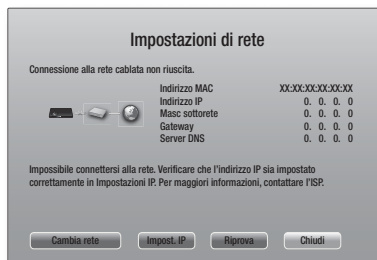 Impostazioni di rete
Connessione alla rete cablata non riuscita.
Indirizzo MAC XX:XX:XX:XX:XX:XX
Indirizzo IP 0. 0. 0. 0
Masc sottorete 0. 0. 0. 0
Gateway 0. 0. 0. 0
Server DNS 0. 0. 0. 0
Impossibile connettersi alla rete. Verificare che l'indirizzo IP sia impostato
correttamente in Impostazioni IP. Per maggiori informazioni, contattare l'ISP.
Cambia rete Impost. IP Riprova Chiudi